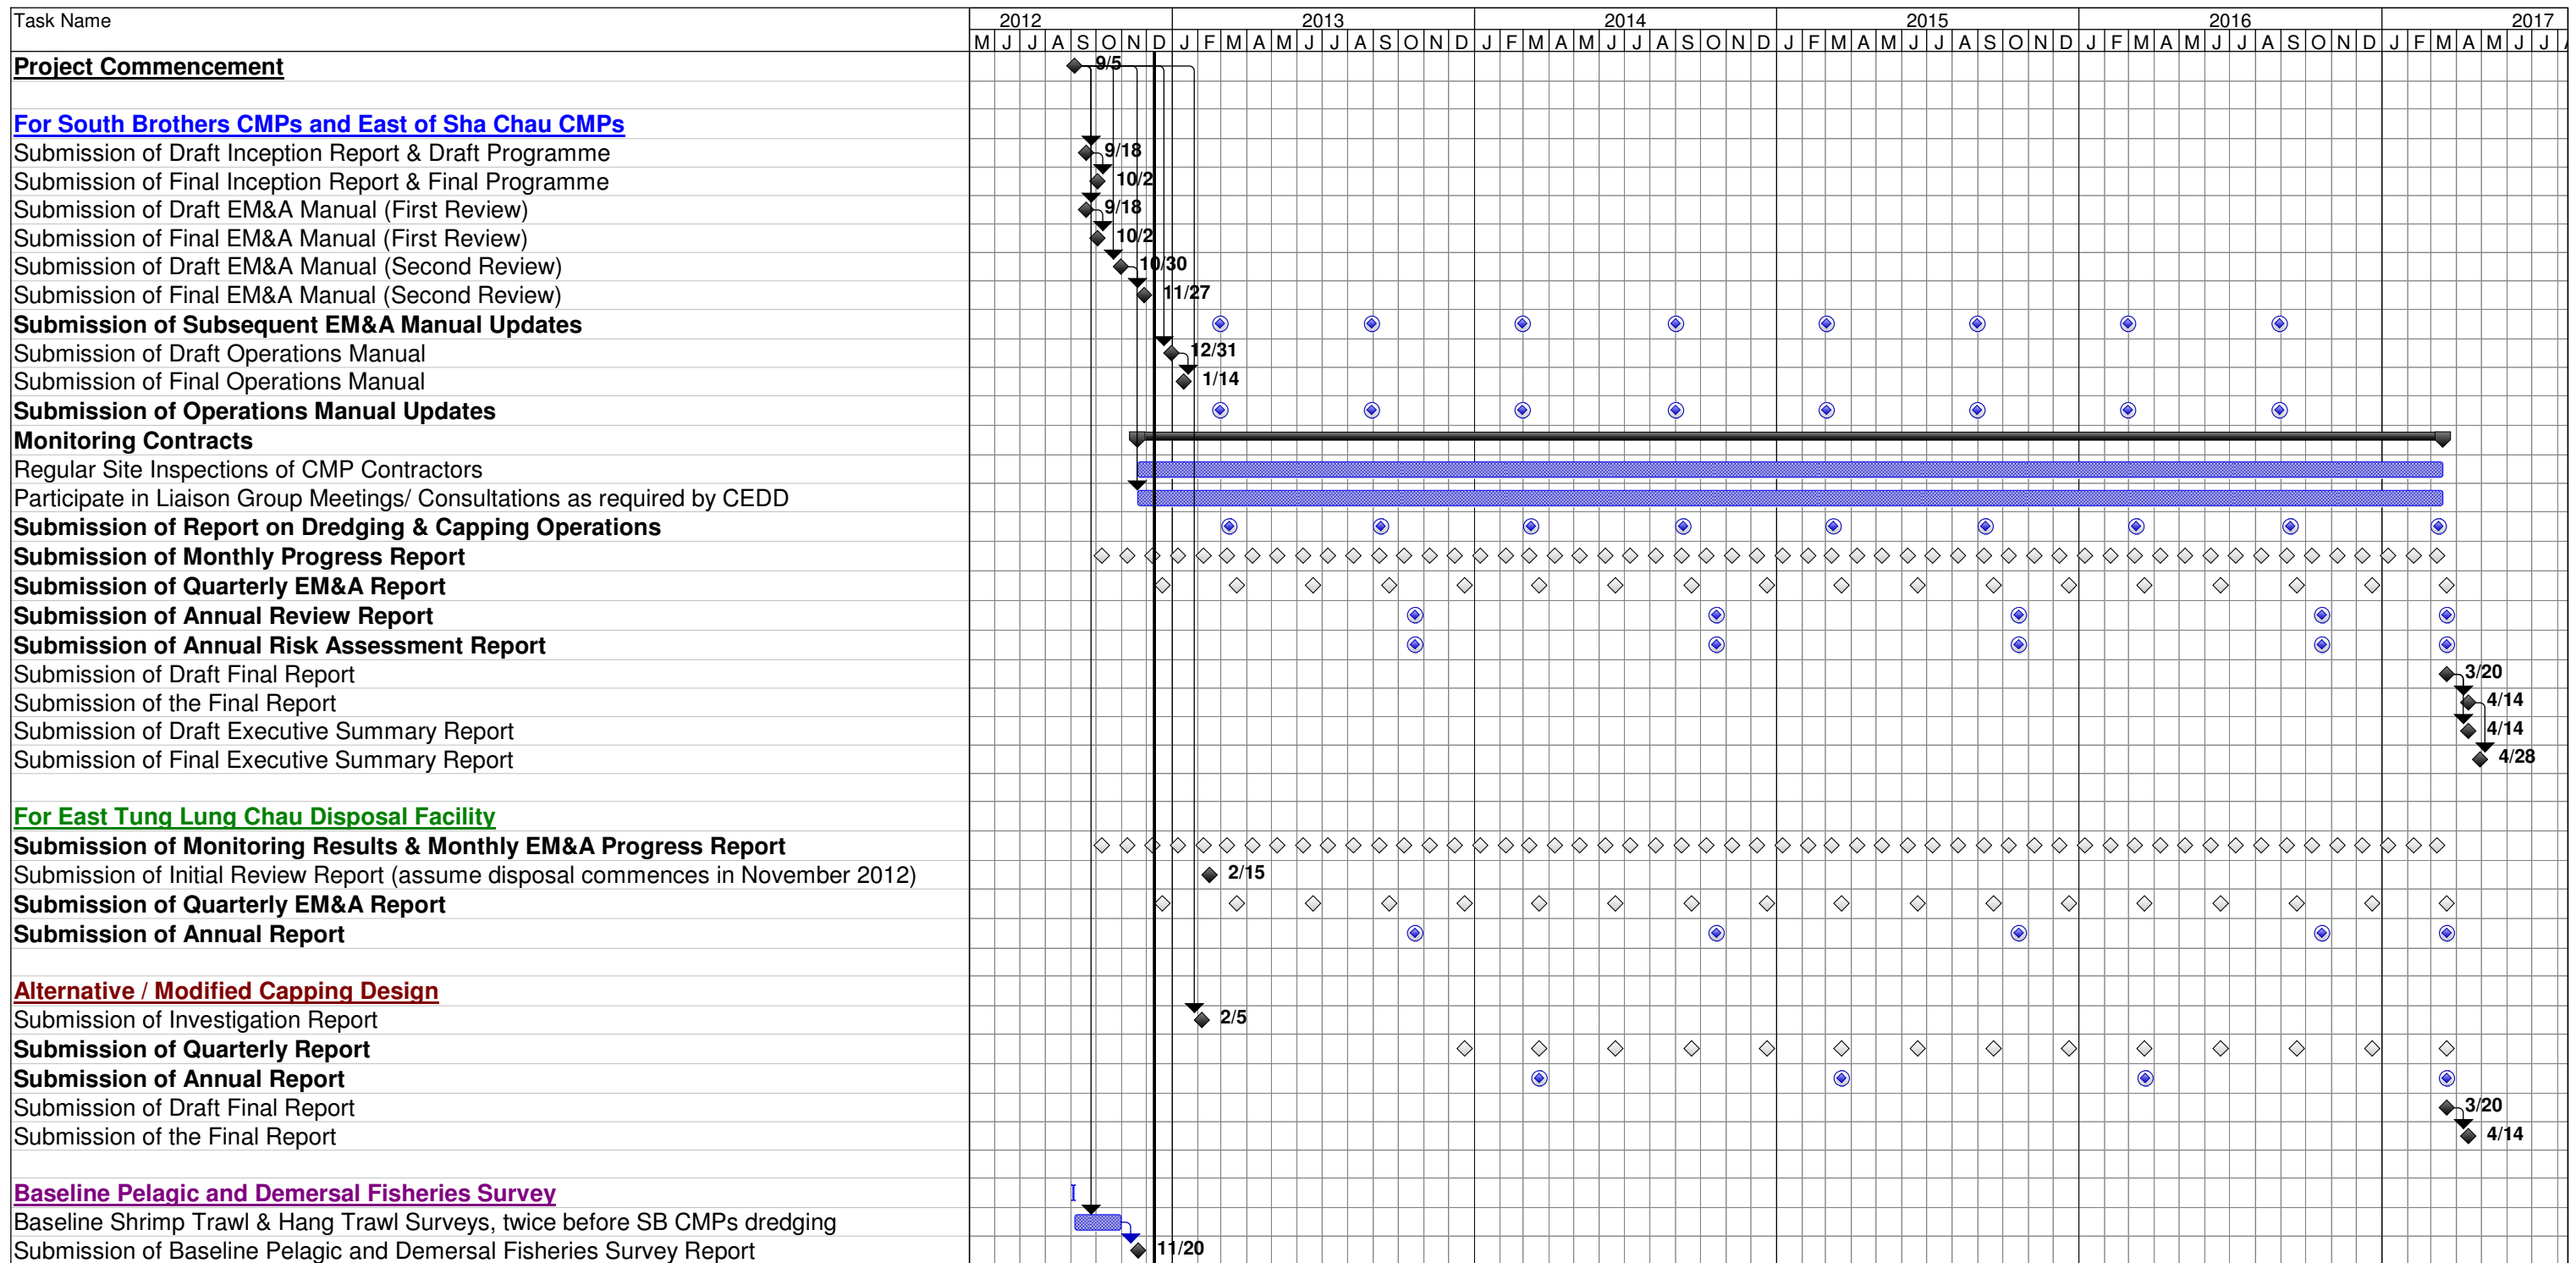 Task Name 2012 2013 2014 2015 2016 2017
M J J A S O N D J F M A M J J A S O N D J F M A M J J A S O N D J F M A M J J A S O N D J F M A M J J A S O N D J F M A M J J A
Project Commencement 9/5
For South Brothers CMPs and East of Sha Chau CMPs
Submission of Draft Inception Report & Draft Programme 9/18
Submission of Final Inception Report & Final Programme 10/2
Submission of Draft EM&A Manual (First Review) 9/18
Submission of Final EM&A Manual (First Review) 10/2
Submission of Draft EM&A Manual (Second Review) 10/30
Submission of Final EM&A Manual (Second Review) 11/27
Submission of Subsequent EM&A Manual Updates
Submission of Draft Operations Manual 12/31
Submission of Final Operations Manual 1/14
Submission of Operations Manual Updates
Monitoring Contracts
Regular Site Inspections of CMP Contractors
Participate in Liaison Group Meetings/ Consultations as required by CEDD
Submission of Report on Dredging & Capping Operations
Submission of Monthly Progress Report
Submission of Quarterly EM&A Report
Submission of Annual Review Report
Submission of Annual Risk Assessment Report
Submission of Draft Final Report 3/20
Submission of the Final Report 4/14
Submission of Draft Executive Summary Report 4/14
Submission of Final Executive Summary Report 4/28
For East Tung Lung Chau Disposal Facility
Submission of Monitoring Results & Monthly EM&A Progress Report
Submission of Initial Review Report (assume disposal commences in November 2012) 2/15
Submission of Quarterly EM&A Report
Submission of Annual Report
Alternative / Modified Capping Design
Submission of Investigation Report 2/5
Submission of Quarterly Report
Submission of Annual Report
Submission of Draft Final Report 3/20
Submission of the Final Report 4/14
Baseline Pelagic and Demersal Fisheries Survey
Baseline Shrimp Trawl & Hang Trawl Surveys, twice before SB CMPs dredging
Submission of Baseline Pelagic and Demersal Fisheries Survey Report 11/20